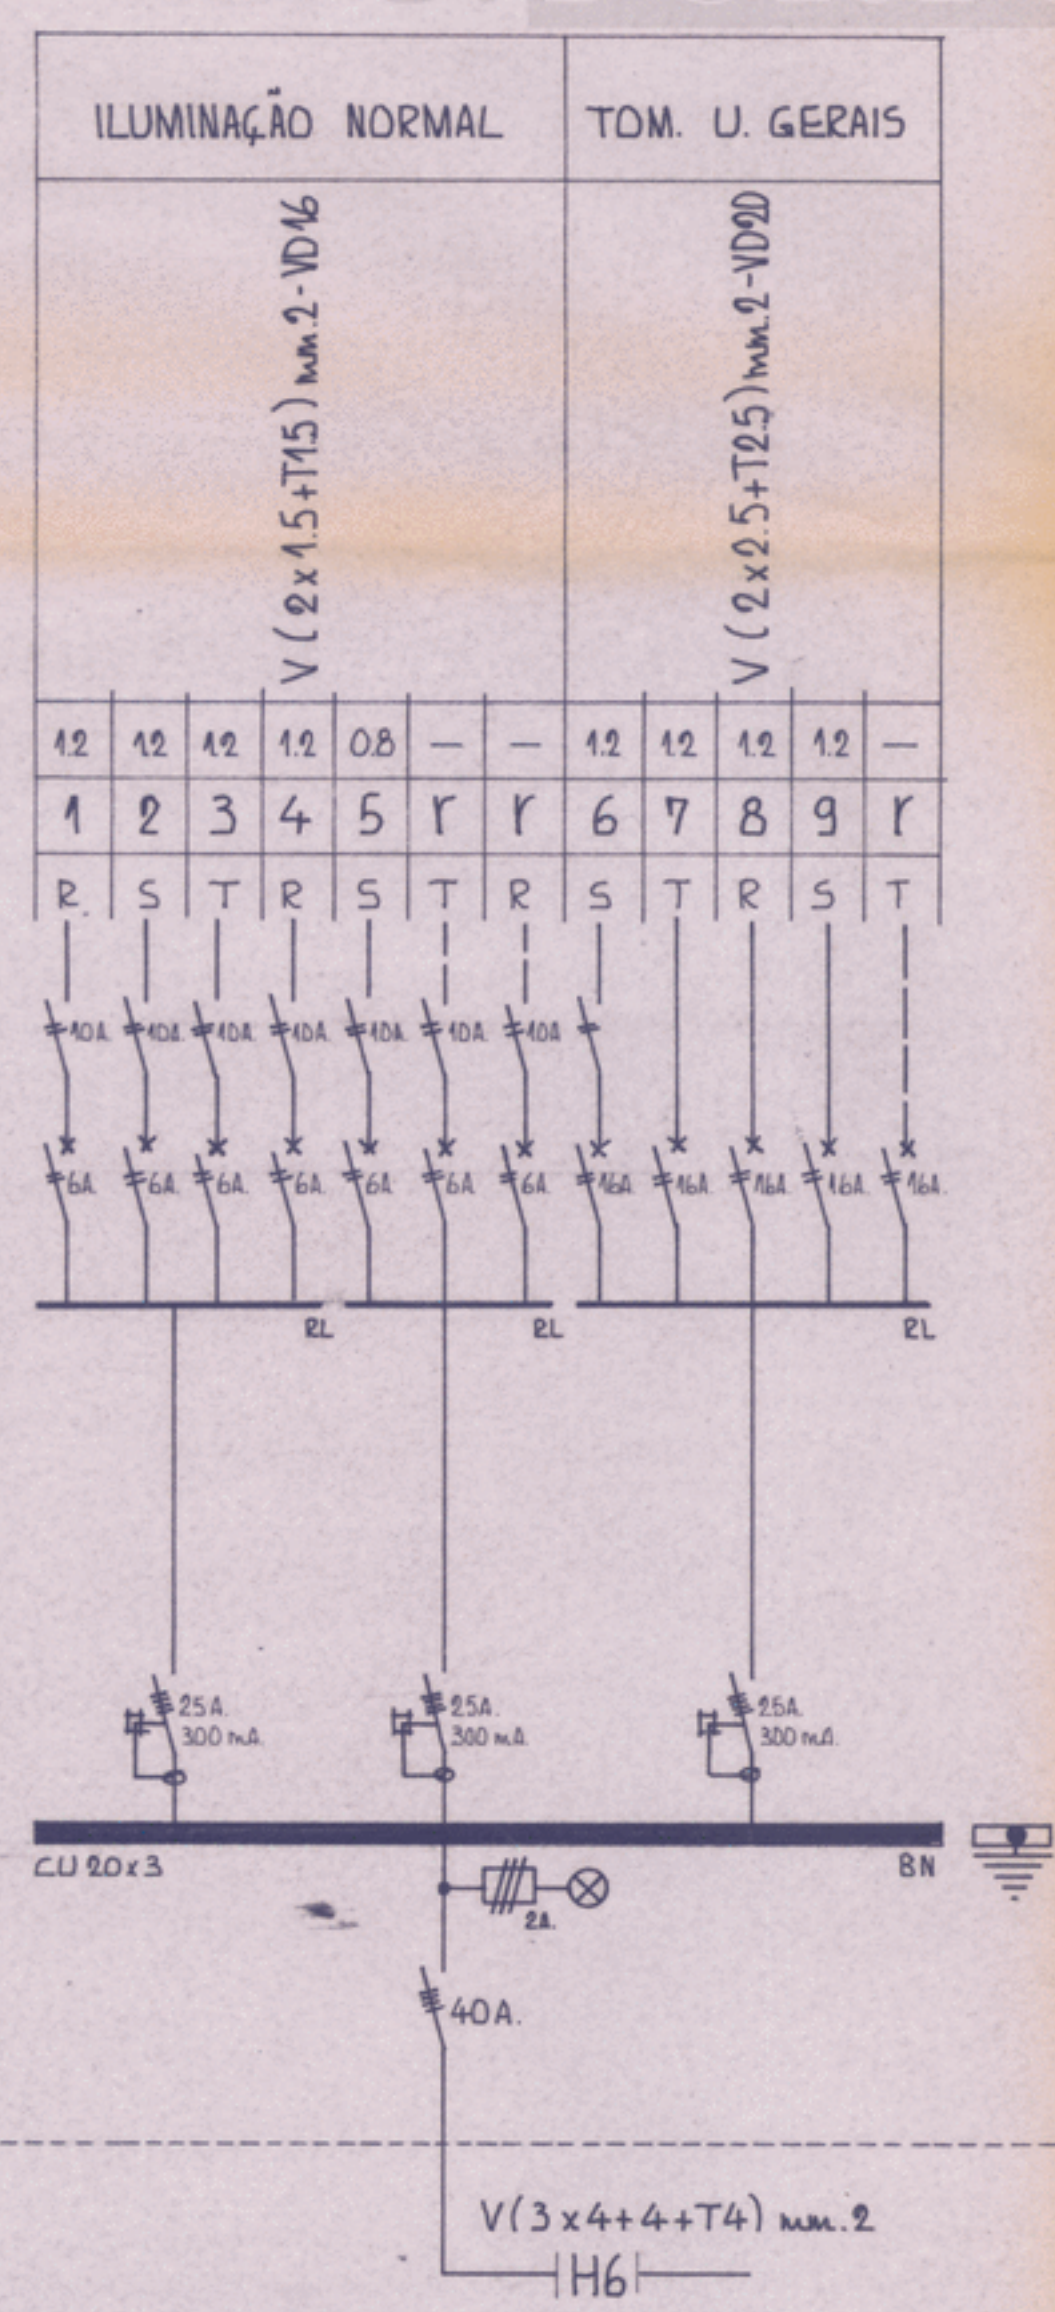 ILUMINAÇÃO NORMAL
TOM. U. GERAIS
V (2x1.5+T1.5) mm.2-VD16
V (2x2.5+T2.5) mm.2-VD20
1.2 1.2 1.2 1.2 0.8 — — 1.2 1.2 1.2 1.2 —
1 2 3 4 5 r r 6 7 8 9 r
R S T R S T R S T R S T
10A. 10A. 10A. 10A. 10A. 10A. 10A
6A. 6A. 6A. 6A. 6A 6A. 6A. 16A. 16A. 16A. 16A. 16A.
RL RL RL
25A. 25A. 25A.
300 mA. 300 mA. 300 mA.
CU 20x3 BN
2A.
40A.
V(3x4+4+T4) mm.2
H6